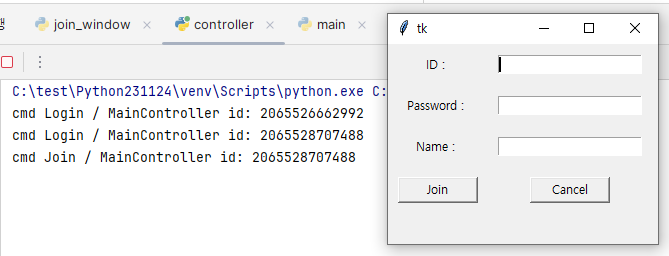 행
join_window
controller
main
C:\test\Python231124\venv\Scripts\python.exe C:
cmd Login / MainController id: 2065526662992
cmd Login / MainController id: 2065528707488
cmd Join / MainController id: 2065528707488
tk
ID :
Password :
Name :
Join
Cancel